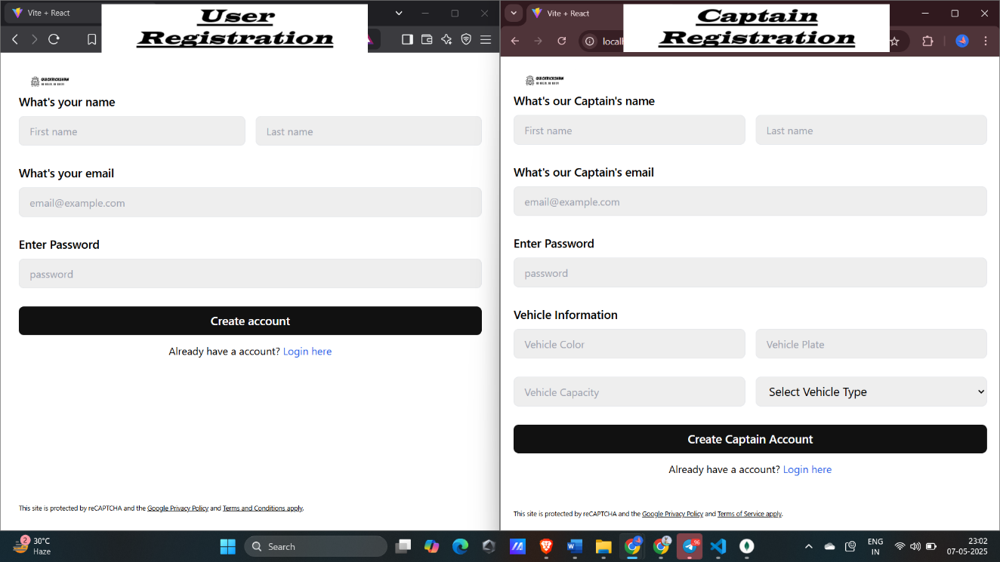 Vite + React
User
Registration
QUICKRICKSHAW
What's your name
First name
Last name
What's your email
email@example.com
Enter Password
password
Create account
Already have a account? Login here
This site is protected by reCAPTCHA and the Google Privacy Policy and Terms and Conditions apply.
Vite + React
Captain
Registration
locall
QUICKRICKSHAW
What's our Captain's name
First name
Last name
What's our Captain's email
email@example.com
Enter Password
password
Vehicle Information
Vehicle Color
Vehicle Plate
Vehicle Capacity
Select Vehicle Type
Create Captain Account
Already have a account? Login here
This site is protected by reCAPTCHA and the Google Privacy Policy and Terms of Service apply.
2
30°C
Haze
Search
96
ENG
IN
23:02
07-05-2025